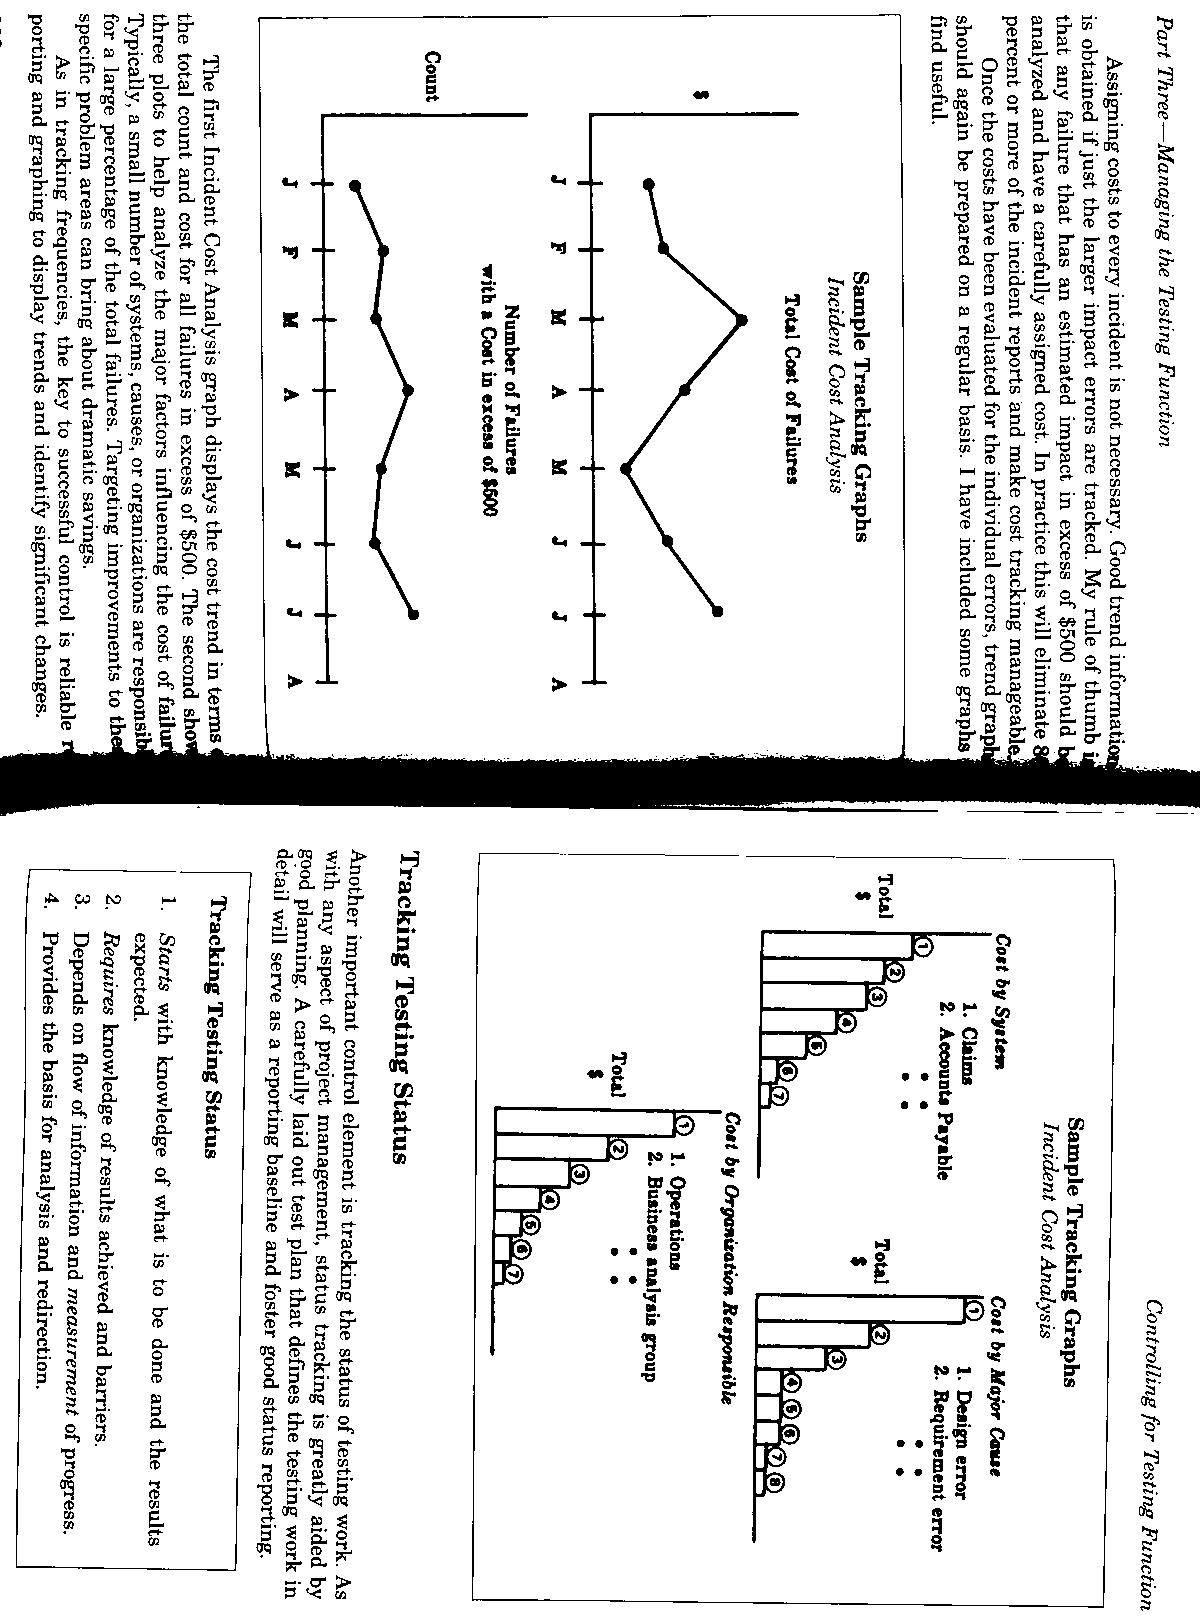 Part Three—Managing the Testing Function
Assigning costs to every incident is not necessary. Good trend information
is obtained if just the larger impact errors are tracked. My rule of thumb
that any failure that has an estimated impact in excess of $500 should
analyzed and have a carefully assigned cost. In practice this will eliminate
percent or more of the incident reports and make cost tracking manageable.
Once the costs have been evaluated for the individual errors, trend graph
should again be prepared on a regular basis. I have included some graphs
find useful.
Sample Tracking Graphs
Incident Cost Analysis
Total Cost of Failures
$
J F M A M J J A
Number of Failures
with a Cost in excess of $500
Count
J F M A M J J A
The first Incident Cost Analysis graph displays the cost trend in terms
the total count and cost for all failures in excess of $500. The second show
three plots to help analyze the major factors influencing the cost of failur
Typically, a small number of systems, causes, or organizations are responsib
for a large percentage of the total failures. Targeting improvements to the
specific problem areas can bring about dramatic savings.
As in tracking frequencies, the key to successful control is reliable r
porting and graphing to display trends and identify significant changes.
Controlling for Testing Function
Sample Tracking Graphs
Incident Cost Analysis
Cost by System
1. Claims
2. Accounts Payable
Total
$
1 2 3 4 5 6 7
Cost by Major Cause
1. Design error
2. Requirement error
Total
$
1 2 3 4 5 6 7 8
Cost by Organization Responsible
1. Operations
2. Business analysis group
Total
$
1 2 3 4 5 6 7
Tracking Testing Status
Another important control element is tracking the status of testing work. As
with any aspect of project management, status tracking is greatly aided by
good planning. A carefully laid out test plan that defines the testing work in
detail will serve as a reporting baseline and foster good status reporting.
Tracking Testing Status
1. Starts with knowledge of what is to be done and the results
expected.
2. Requires knowledge of results achieved and barriers.
3. Depends on flow of information and measurement of progress.
4. Provides the basis for analysis and redirection.